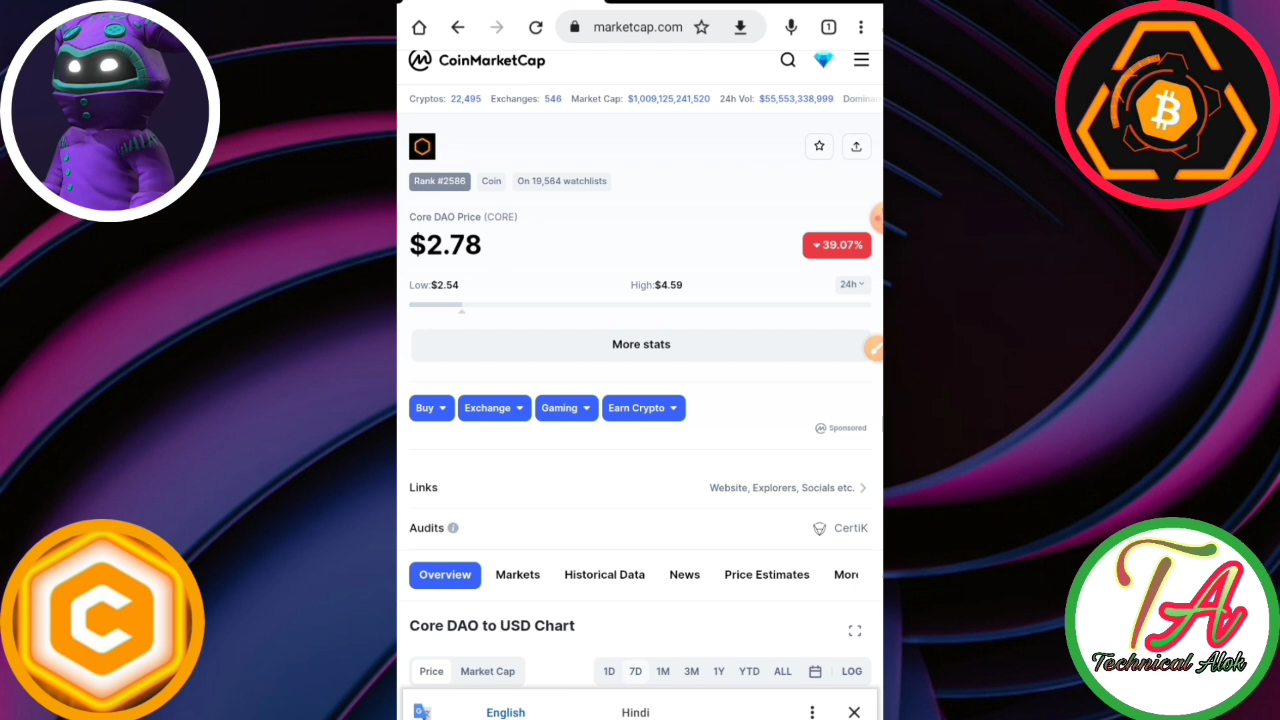 marketcap.com
1
CoinMarketCap
Cryptos: 22,495 Exchanges: 546 Market Cap: $1,009,125,241,520 24h Vol: $55,553,338,999 Domina
Rank #2586 Coin On 19,564 watchlists
Core DAO Price (CORE)
$2.78 39.07%
Low:$2.54 High:$4.59 24h
More stats
Buy Exchange Gaming Earn Crypto
Sponsored
Links Website, Explorers, Socials etc.
Audits CertiK
Overview Markets Historical Data News Price Estimates More
Core DAO to USD Chart
Price Market Cap 1D 7D 1M 3M 1Y YTD ALL LOG
English Hindi
TA
Technical Alok